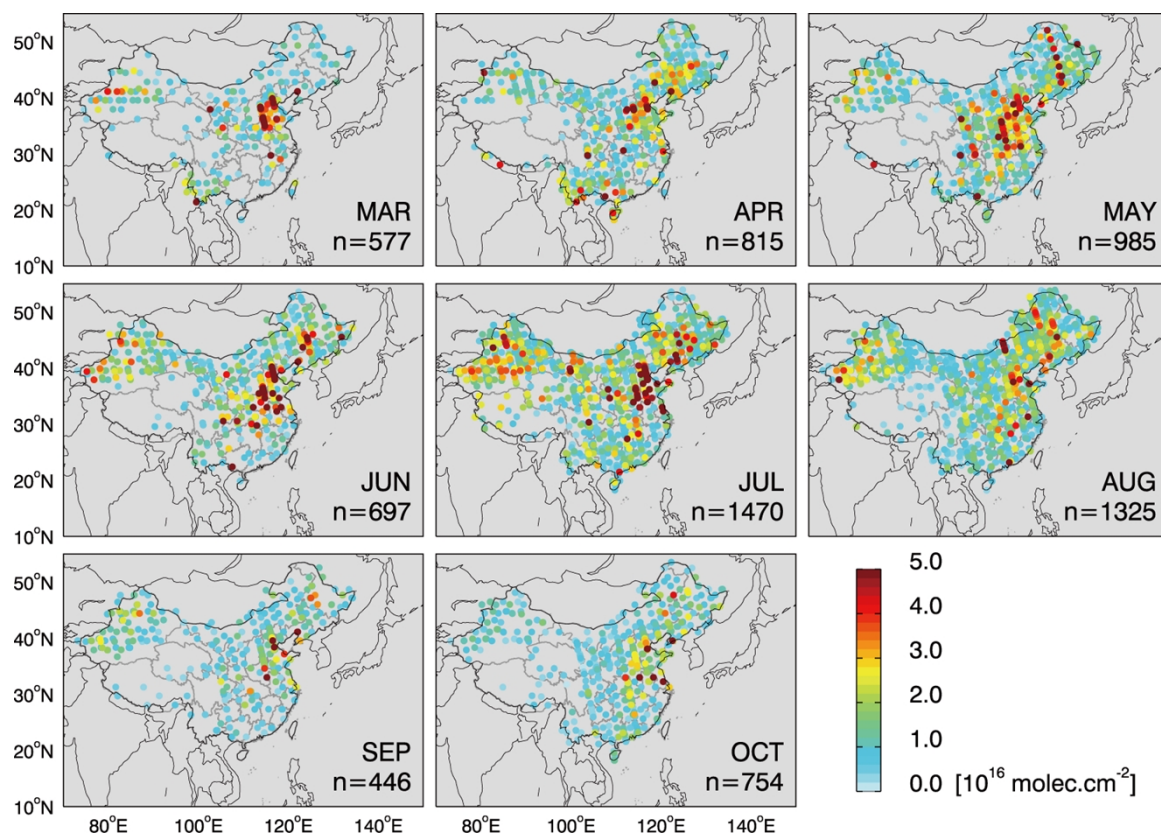 50°N
40°N
30°N
20°N
10°N
MAR
n=577
APR
n=815
MAY
n=985
50°N
40°N
30°N
20°N
10°N
JUN
n=697
JUL
n=1470
AUG
n=1325
50°N
40°N
30°N
20°N
10°N
SEP
n=446
OCT
n=754
5.0
4.0
3.0
2.0
1.0
0.0 [10¹⁶ molec.cm⁻²]
80°E 100°E 120°E 140°E 80°E 100°E 120°E 140°E